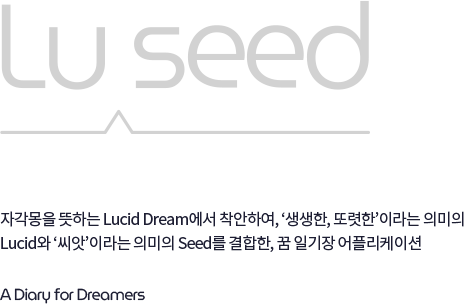 Lu seed
자각몽을 뜻하는 Lucid Dream에서 착안하여, ‘생생한, 또렷한’이라는 의미의
Lucid와 ‘씨앗’이라는 의미의 Seed를 결합한, 꿈 일기장 어플리케이션
A Diary for Dreamers